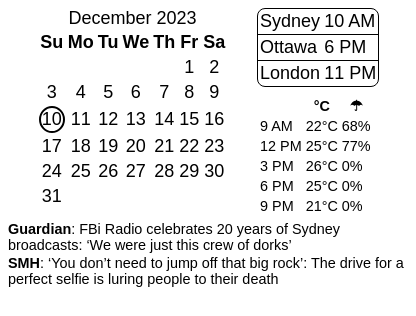 December 2023
Su Mo Tu We Th Fr Sa
1 2
3 4 5 6 7 8 9
10 11 12 13 14 15 16
17 18 19 20 21 22 23
24 25 26 27 28 29 30
31
Sydney 10 AM
Ottawa 6 PM
London 11 PM
°C ☂
9 AM 22°C 68%
12 PM 25°C 77%
3 PM 26°C 0%
6 PM 25°C 0%
9 PM 21°C 0%
Guardian: FBi Radio celebrates 20 years of Sydney
broadcasts: ‘We were just this crew of dorks’
SMH: ‘You don’t need to jump off that big rock’: The drive for a
perfect selfie is luring people to their death